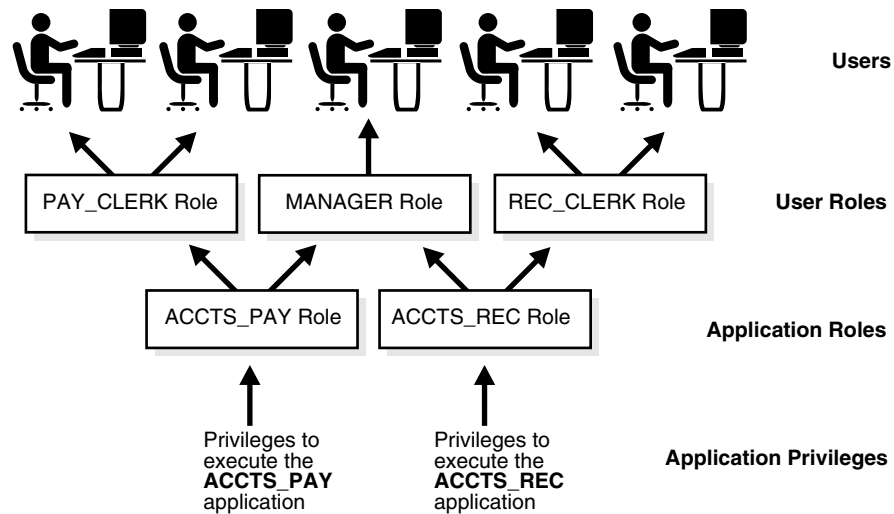 Users
PAY_CLERK Role
MANAGER Role
REC_CLERK Role
User Roles
ACCTS_PAY Role
ACCTS_REC Role
Application Roles
Privileges to
execute the
ACCTS_PAY
application
Privileges to
execute the
ACCTS_REC
application
Application Privileges